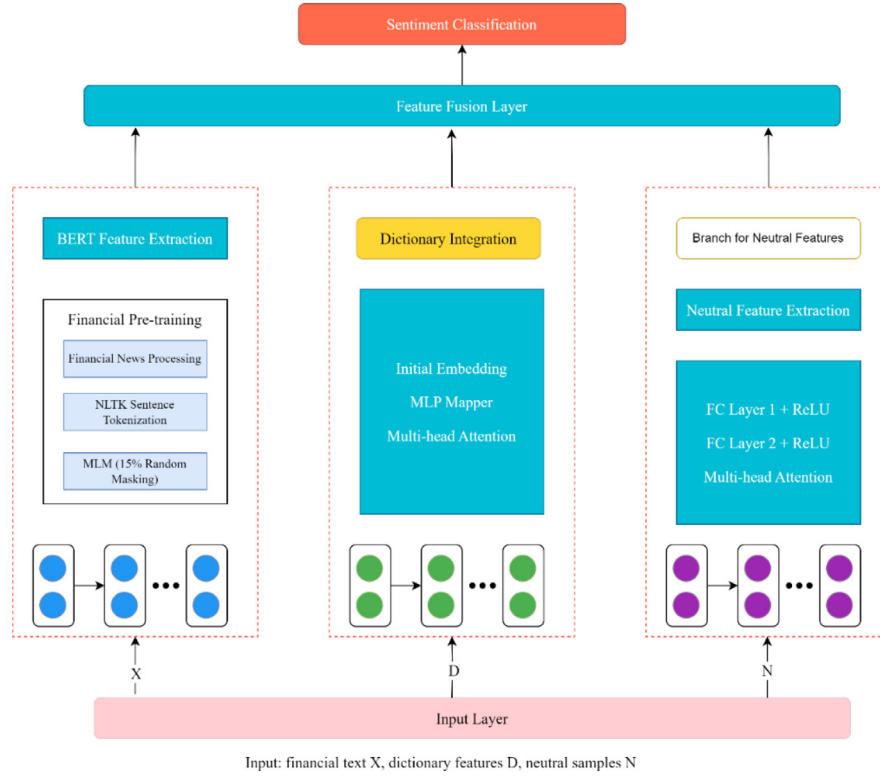 Sentiment Classification
Feature Fusion Layer
BERT Feature Extraction
Financial Pre-training
Financial News Processing
NLTK Sentence
Tokenization
MLM (15% Random
Masking)
Dictionary Integration
Initial Embedding
MLP Mapper
Multi-head Attention
Branch for Neutral Features
Neutral Feature Extraction
FC Layer 1 + ReLU
FC Layer 2 + ReLU
Multi-head Attention
X
D
N
Input Layer
Input: financial text X, dictionary features D, neutral samples N